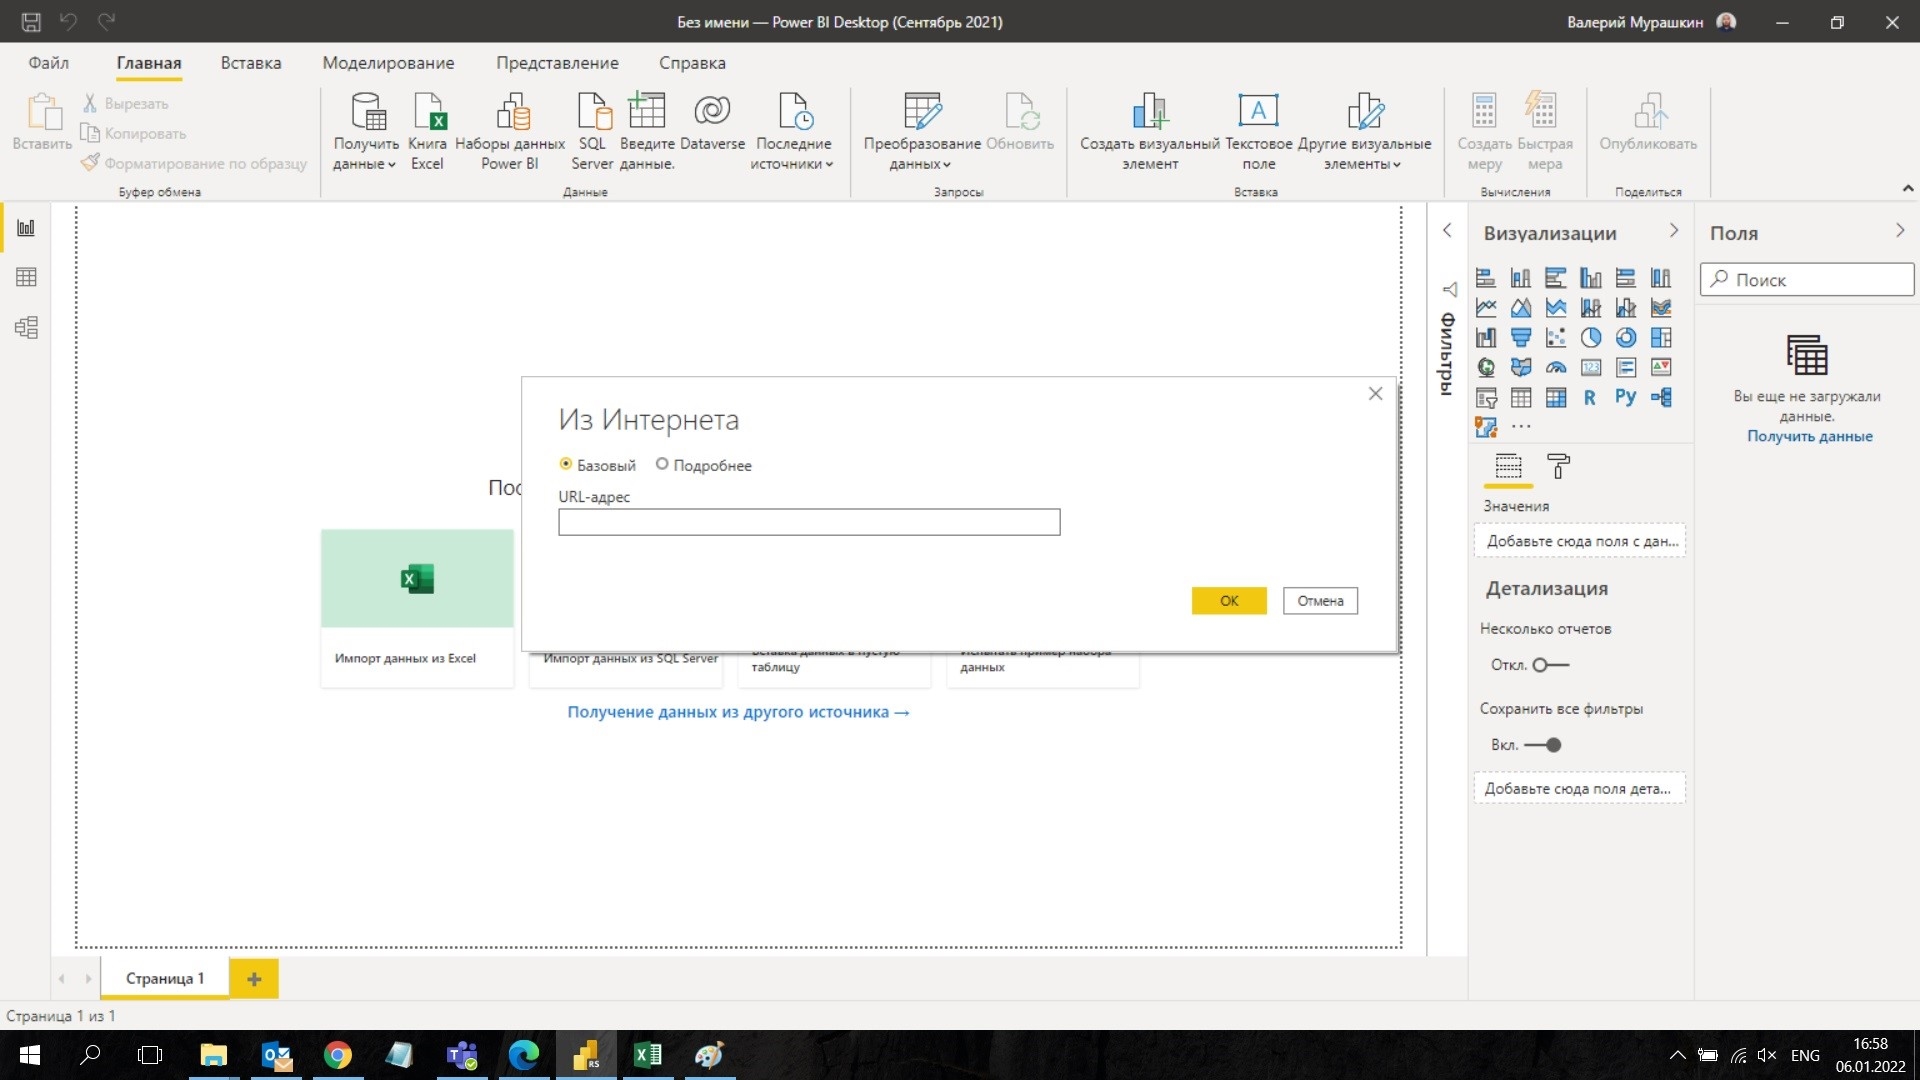 Без имени — Power BI Desktop (Сентябрь 2021)
Валерий Мурашкин
Файл Главная Вставка Моделирование Представление Справка
Вставить
Вырезать
Копировать
Форматирование по образцу
Буфер обмена
Получить данные
Книга Excel
Наборы данных Power BI
SQL Server
Введите данные.
Dataverse
Последние источники
Данные
Преобразование данных
Обновить
Запросы
Создать визуальный элемент
Текстовое поле
Другие визуальные элементы
Вставка
Создать меру
Быстрая мера
Вычисления
Опубликовать
Поделиться
Пос
Из Интернета
Базовый Подробнее
URL-адрес
ОК Отмена
Импорт данных из Excel
Импорт данных из SQL Server
Вставка данных в пустую
таблицу
Испытать пример набора
данных
Получение данных из другого источника →
Фильтры
Визуализации
123
R Py
...
Значения
Добавьте сюда поля с дан...
Детализация
Несколько отчетов
Откл.
Сохранить все фильтры
Вкл.
Добавьте сюда поля дета...
Поля
Поиск
Вы еще не загружали
данные.
Получить данные
Страница 1 +
Страница 1 из 1
RS
ENG
16:58
06.01.2022